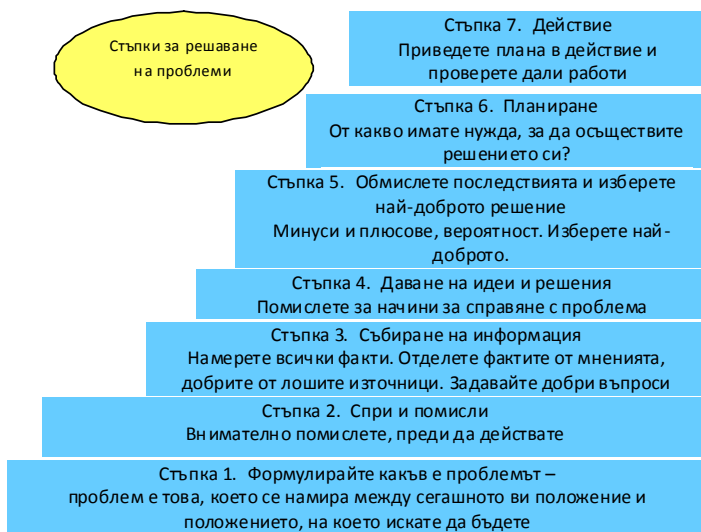 Стъпки за решаване
на проблеми
Стъпка 7. Действие
Приведете плана в действие и
проверете дали работи
Стъпка 6. Планиране
От какво имате нужда, за да осъществите
решението си?
Стъпка 5. Обмислете последствията и изберете
най-доброто решение
Минуси и плюсове, вероятност. Изберете най-
доброто.
Стъпка 4. Даване на идеи и решения
Помислете за начини за справяне с проблема
Стъпка 3. Събиране на информация
Намерете всички факти. Отделете фактите от мненията,
добрите от лошите източници. Задавайте добри въпроси
Стъпка 2. Спри и помисли
Внимателно помислете, преди да действате
Стъпка 1. Формулирайте какъв е проблемът –
проблем е това, което се намира между сегашното ви положение и
положението, на което искате да бъдете